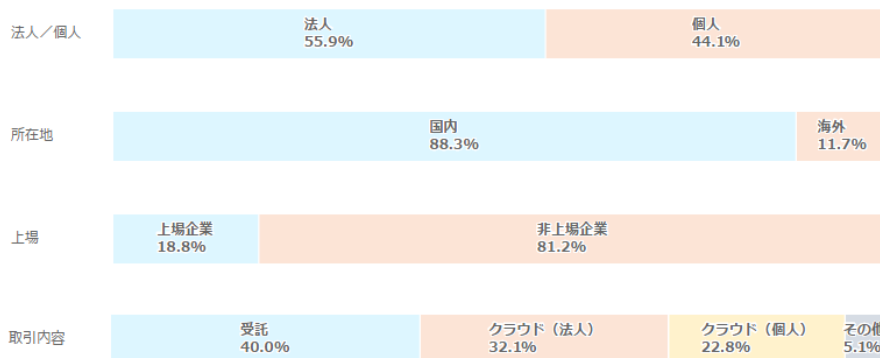 法人／個人
法人
55.9%
個人
44.1%
所在地
国内
88.3%
海外
11.7%
上場
上場企業
18.8%
非上場企業
81.2%
取引内容
受託
40.0%
クラウド（法人）
32.1%
クラウド（個人）
22.8%
その他
5.1%